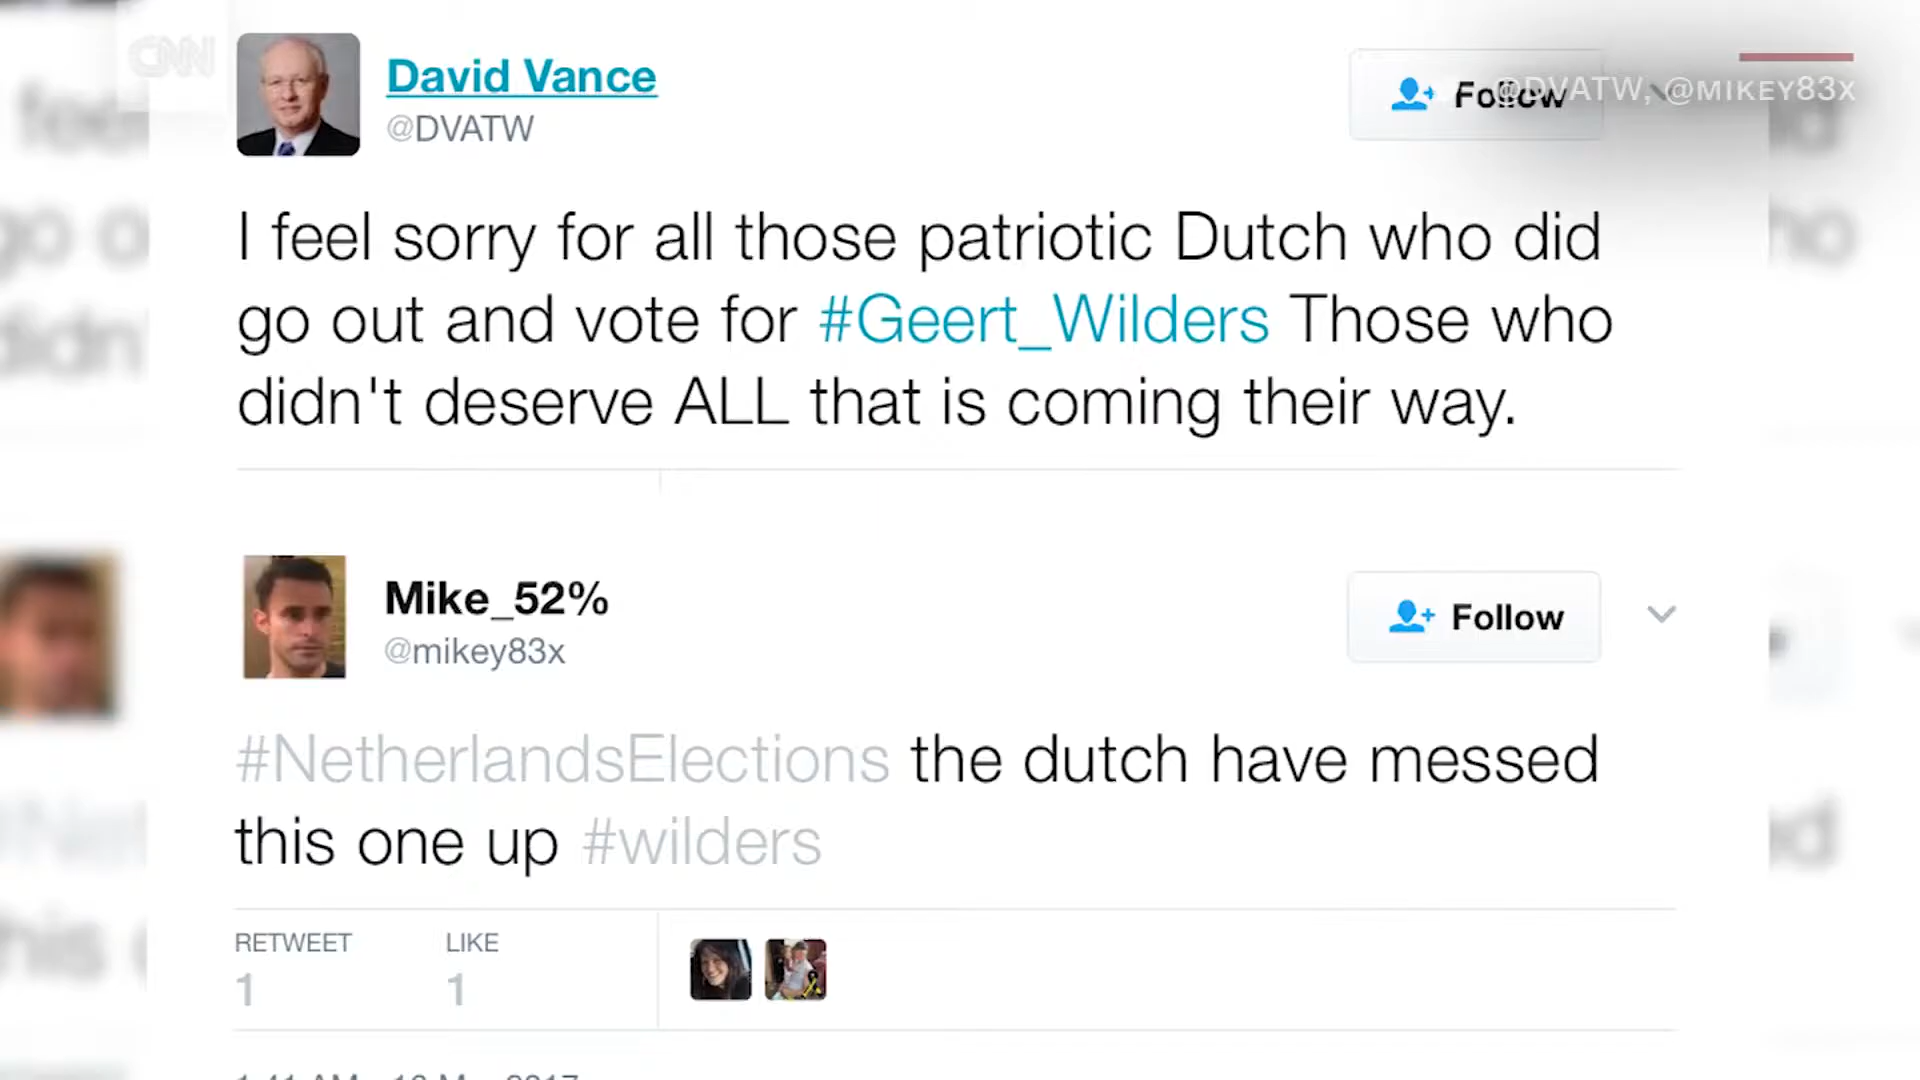 CNN
David Vance
@DVATW
Follow
@DVATW, @MIKEY83X
I feel sorry for all those patriotic Dutch who did
go out and vote for #Geert_Wilders Those who
didn't deserve ALL that is coming their way.
Mike_52%
@mikey83x
Follow
#NetherlandsElections the dutch have messed
this one up #wilders
RETWEET LIKE
1 1